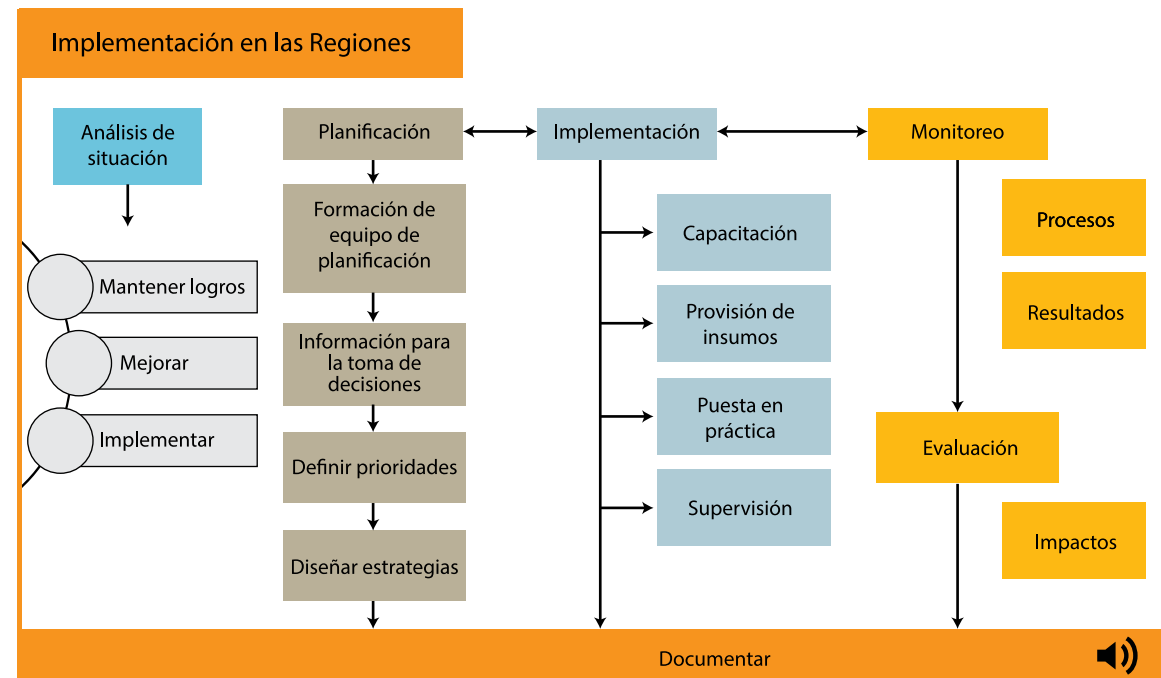 Implementación en las Regiones
Análisis de
situación
Mantener logros
Mejorar
Implementar
Planificación
Formación de
equipo de
planificación
Información para
la toma de
decisiones
Definir prioridades
Diseñar estrategias
Implementación
Capacitación
Provisión de
insumos
Puesta en
práctica
Supervisión
Monitoreo
Procesos
Resultados
Evaluación
Impactos
Documentar